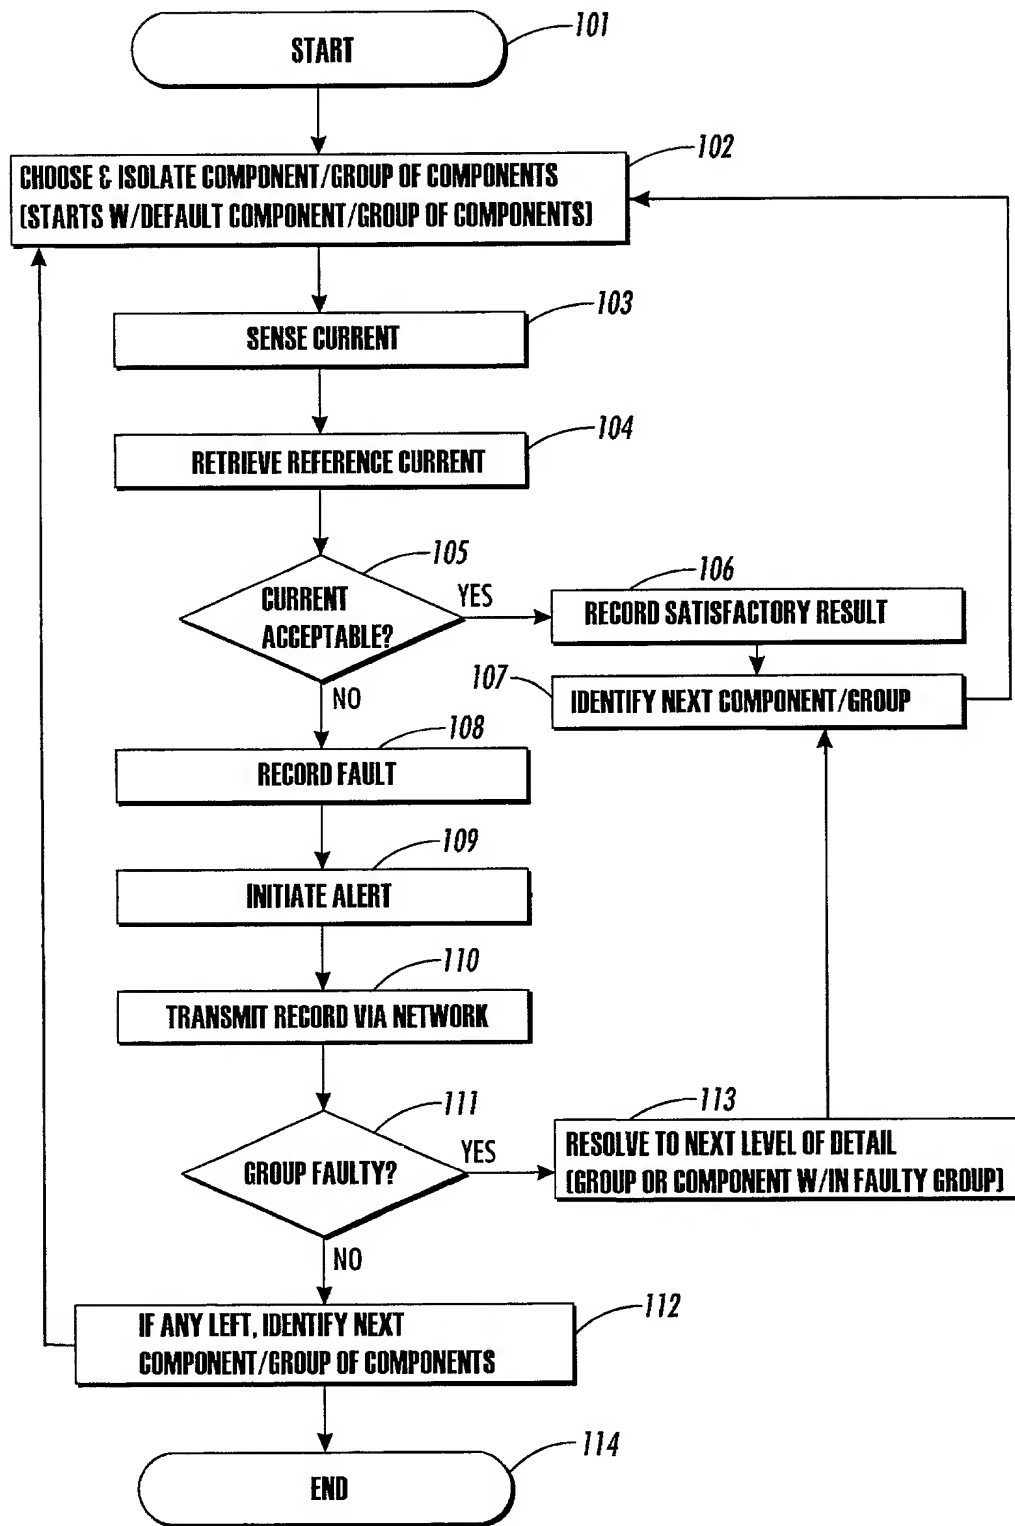 START
101
CHOOSE & ISOLATE COMPONENT/GROUP OF COMPONENTS
(STARTS W/DEFAULT COMPONENT/GROUP OF COMPONENTS)
102
SENSE CURRENT
103
RETRIEVE REFERENCE CURRENT
104
CURRENT
ACCEPTABLE?
105
YES
NO
RECORD SATISFACTORY RESULT
106
IDENTIFY NEXT COMPONENT/GROUP
107
RECORD FAULT
108
INITIATE ALERT
109
TRANSMIT RECORD VIA NETWORK
110
GROUP FAULTY?
111
YES
NO
RESOLVE TO NEXT LEVEL OF DETAIL
(GROUP OR COMPONENT W/IN FAULTY GROUP)
113
IF ANY LEFT, IDENTIFY NEXT
COMPONENT/GROUP OF COMPONENTS
112
END
114